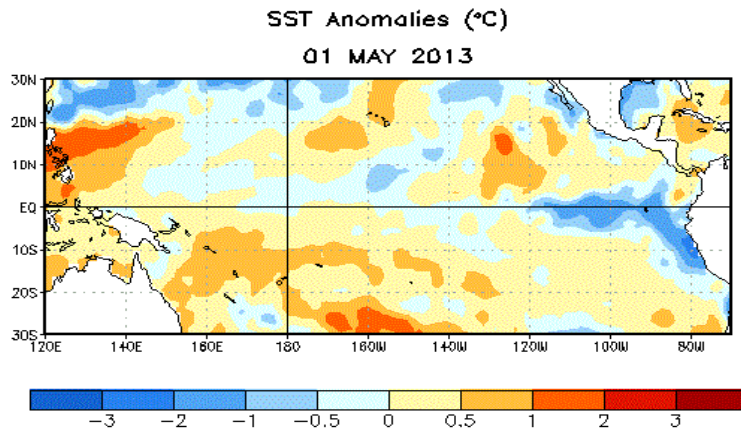 SST Anomalies (°C)
01 MAY 2013
30N
20N
10N
EQ
10S
20S
30S
120E 140E 160E 180 160W 140W 120W 100W 80W
-3 -2 -1 -0.5 0 0.5 1 2 3